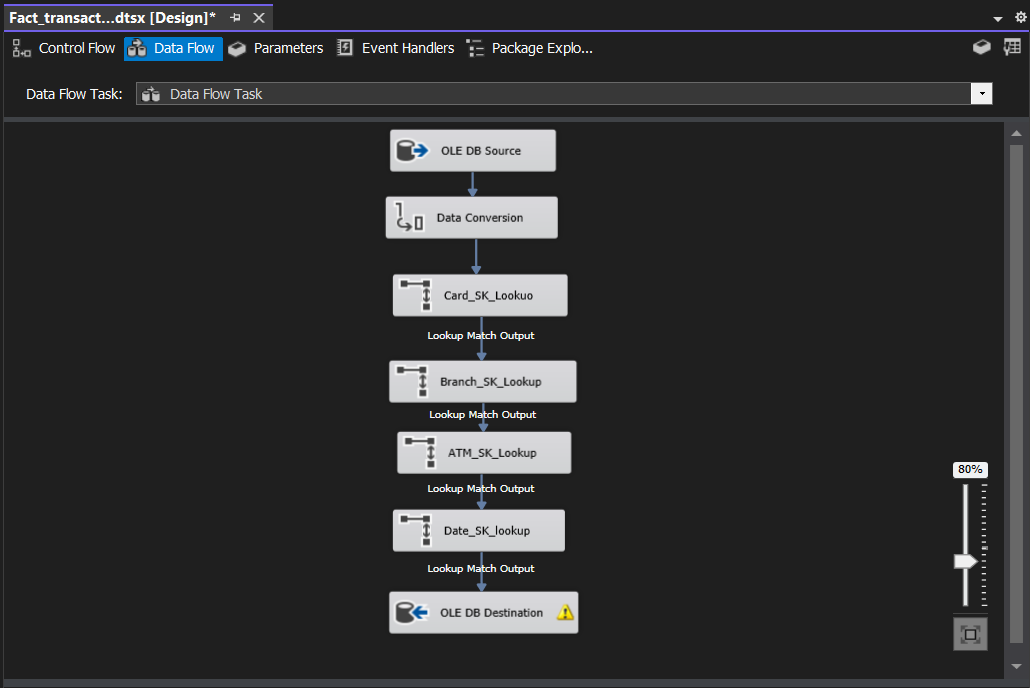 Fact_transact...dtsx [Design]*
Control Flow
Data Flow
Parameters
Event Handlers
Package Explo...
Data Flow Task:
Data Flow Task
OLE DB Source
Data Conversion
Card_SK_Lookuo
Lookup Match Output
Branch_SK_Lookup
Lookup Match Output
ATM_SK_Lookup
Lookup Match Output
Date_SK_lookup
Lookup Match Output
OLE DB Destination
80%